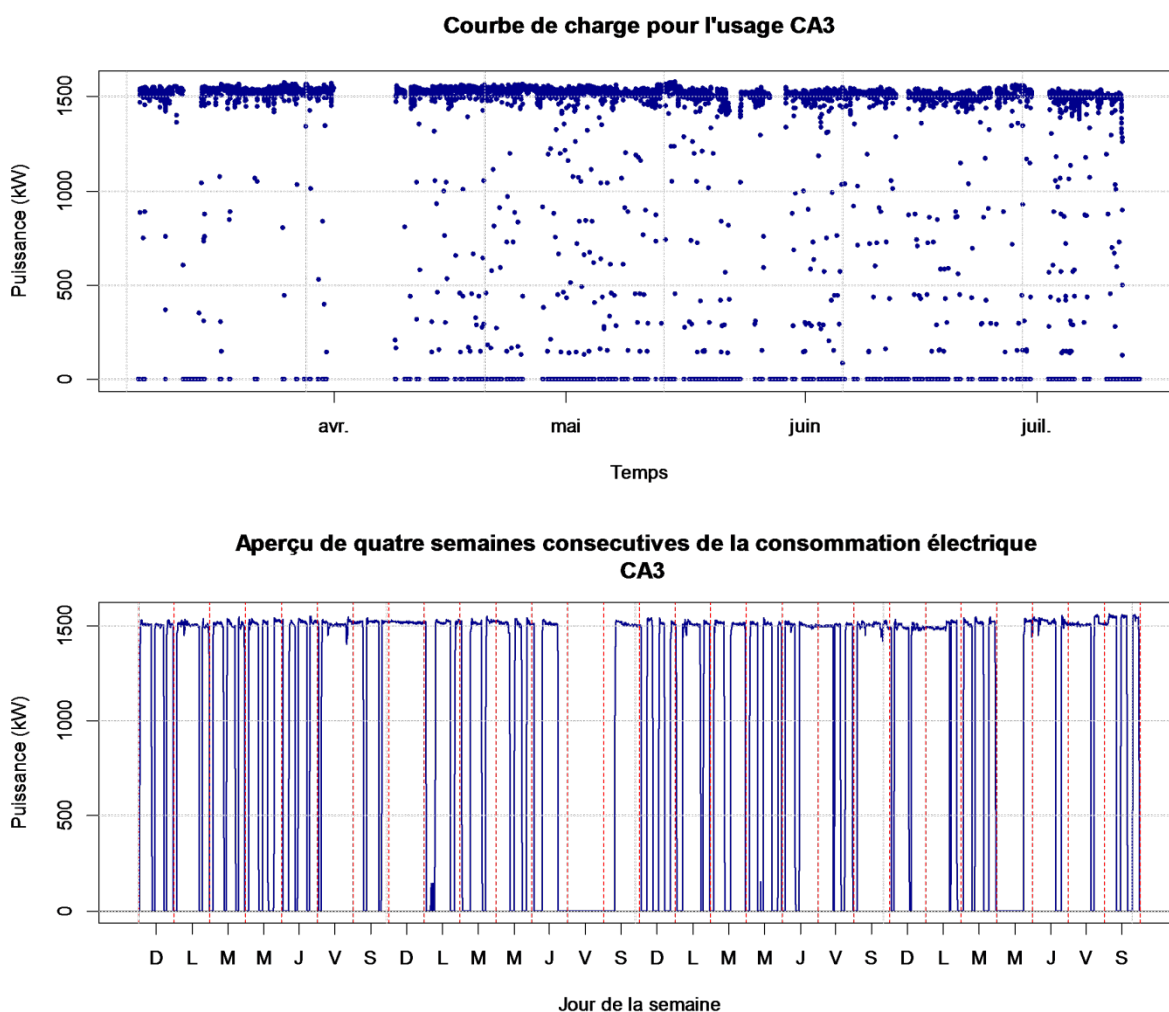 Courbe de charge pour l'usage CA3
Puissance (kW)
1500
1000
500
0
avr.
mai
juin
juil.
Temps
Aperçu de quatre semaines consecutives de la consommation électrique
CA3
Puissance (kW)
1500
1000
500
0
D L M M J V S D L M M J V S D L M M J V S D L M M J V S
Jour de la semaine